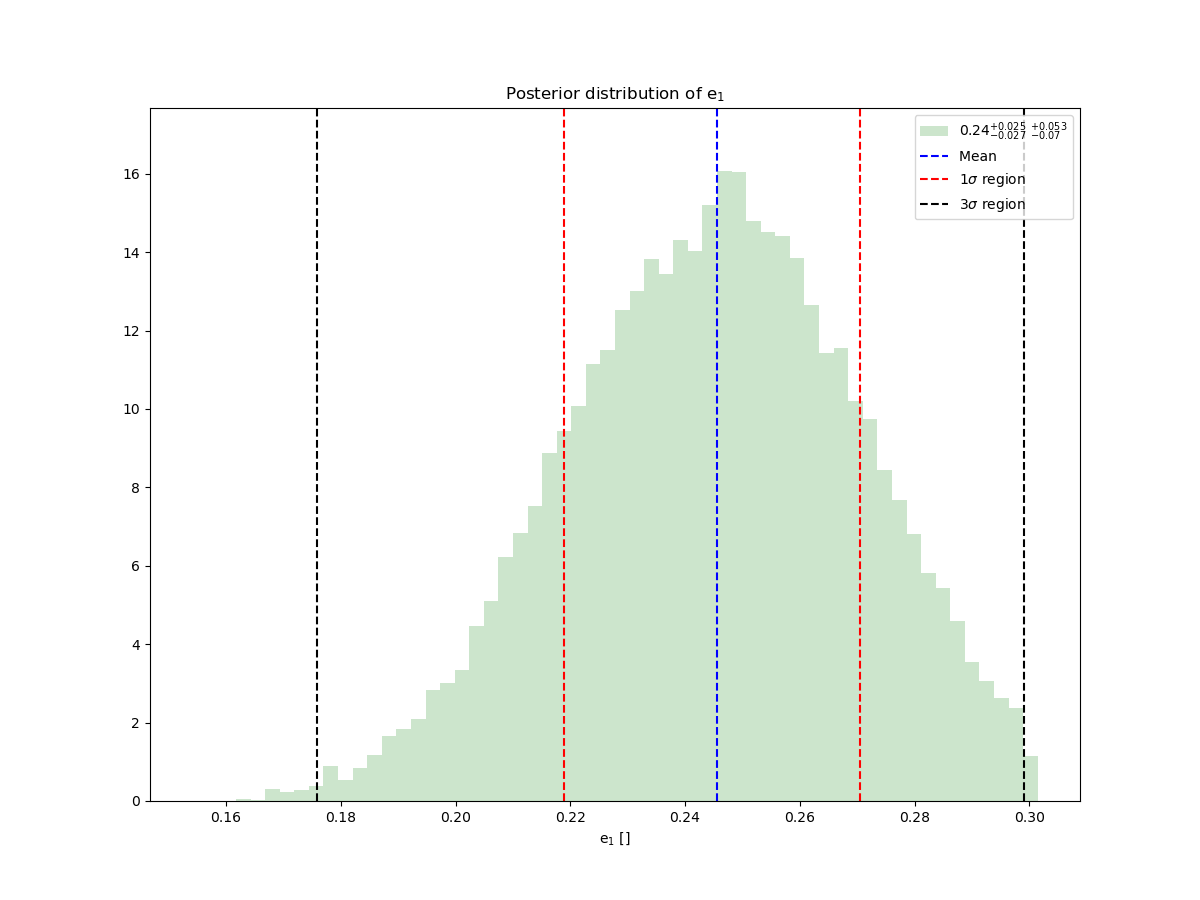 Posterior distribution of e₁
0.24 +0.025 -0.027 +0.053 -0.07
Mean
1σ region
3σ region
16
14
12
10
8
6
4
2
0
0.16 0.18 0.20 0.22 0.24 0.26 0.28 0.30
e₁ []